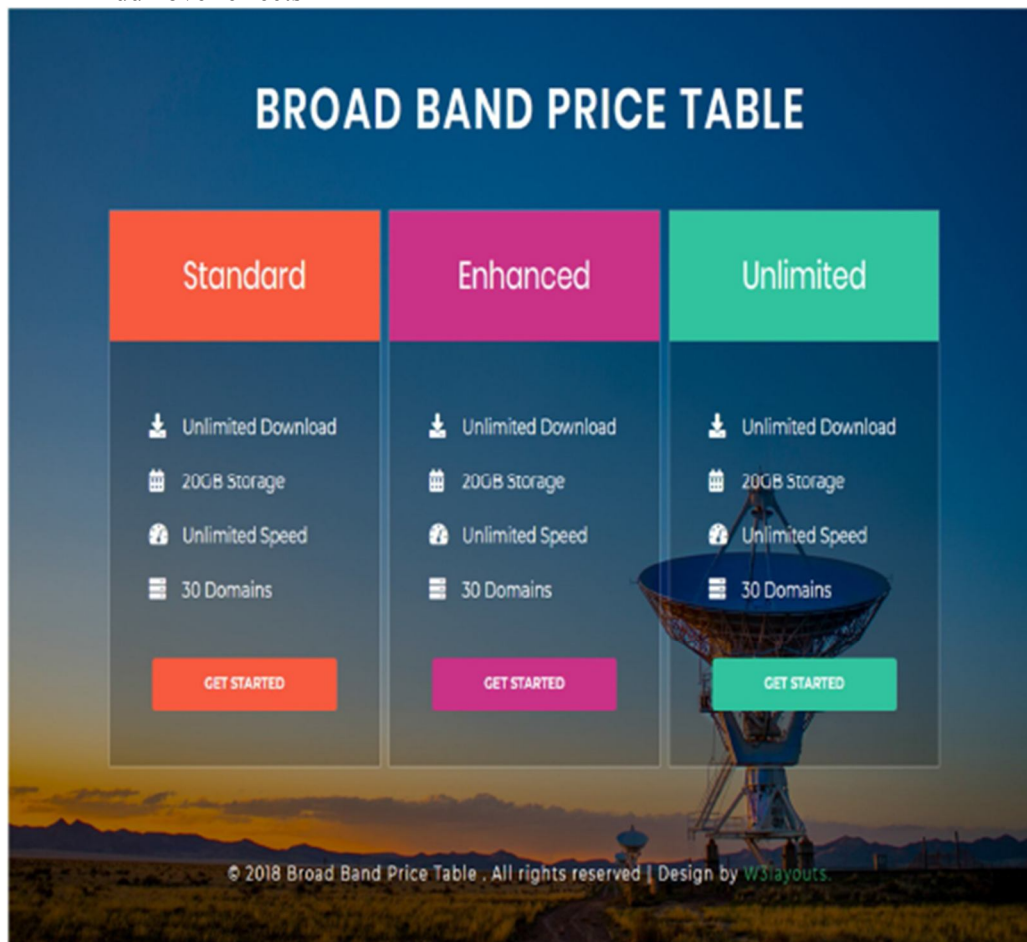 BROAD BAND PRICE TABLE
Standard
Unlimited Download
20GB Storage
Unlimited Speed
30 Domains
GET STARTED
Enhanced
Unlimited Download
20GB Storage
Unlimited Speed
30 Domains
GET STARTED
Unlimited
Unlimited Download
20GB Storage
Unlimited Speed
30 Domains
GET STARTED
© 2018 Broad Band Price Table . All rights reserved | Design by W3layouts.